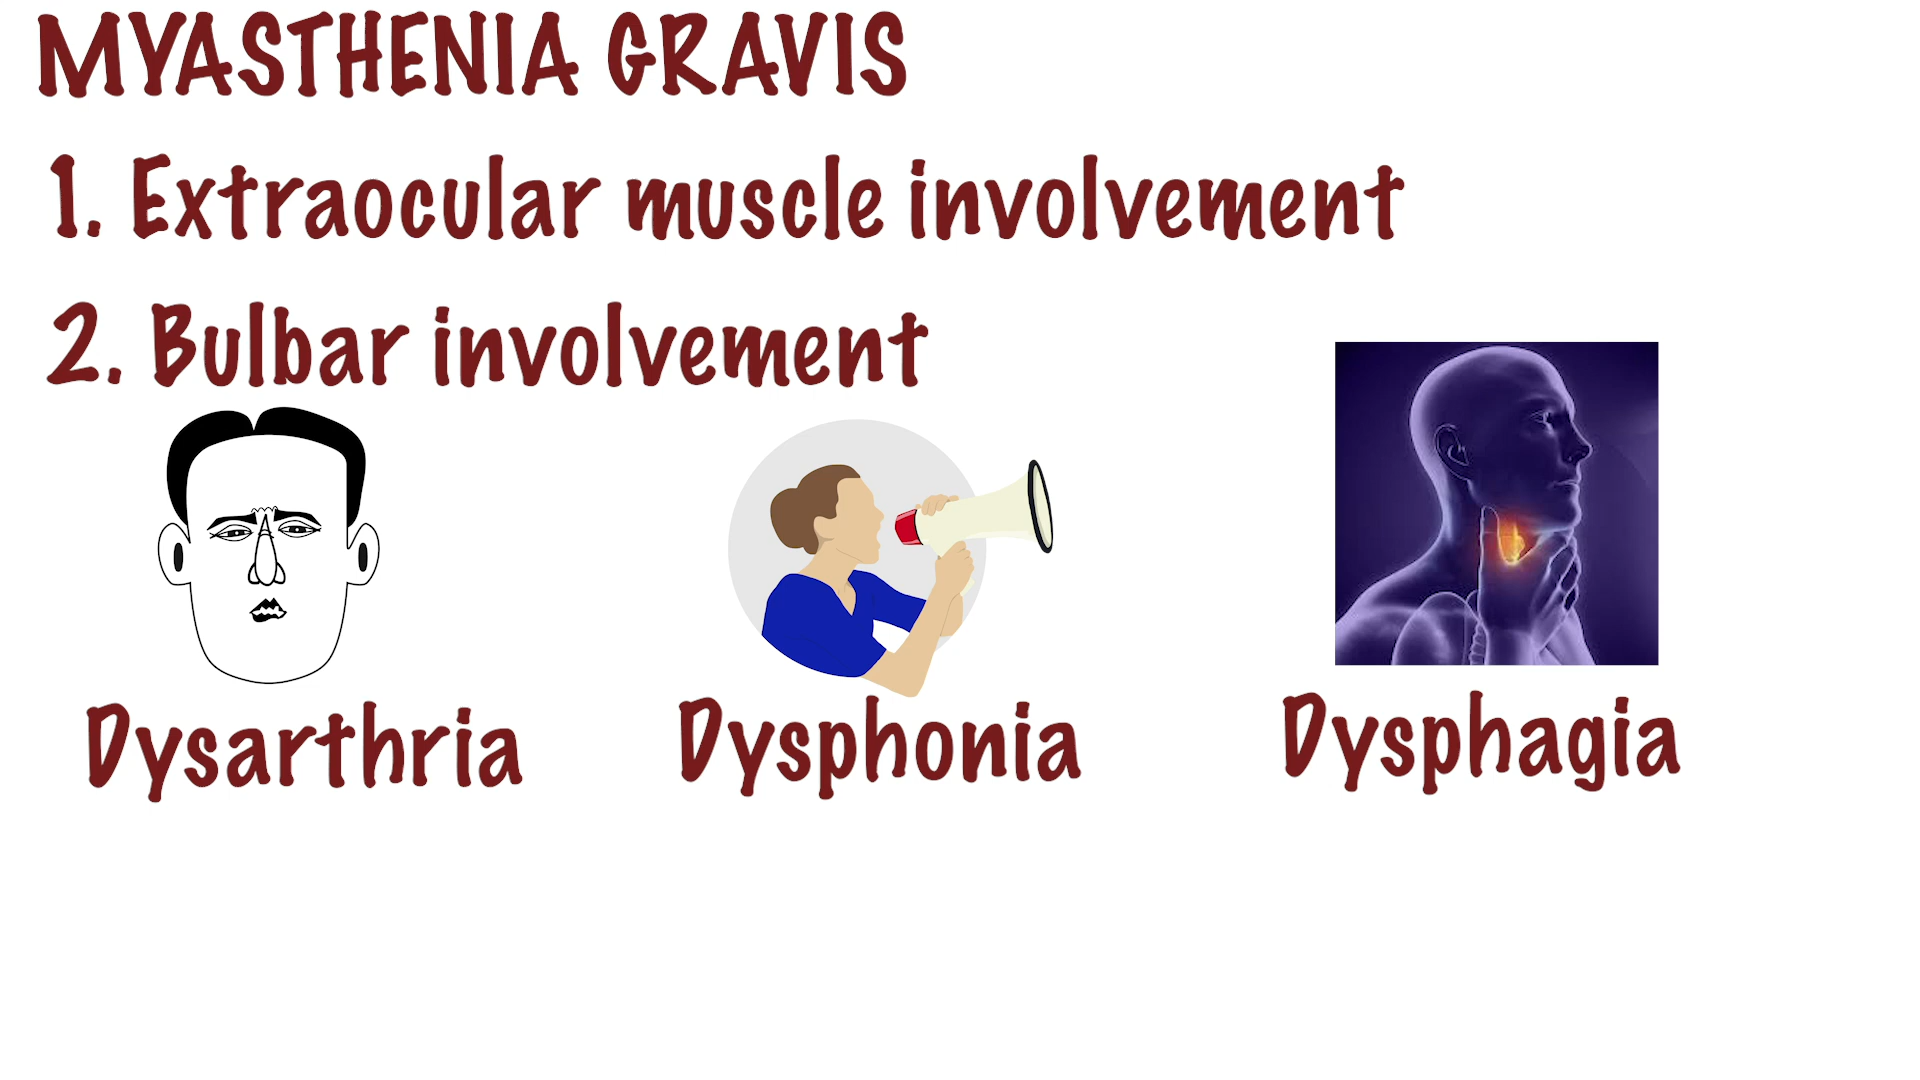 MYASTHENIA GRAVIS
1. Extraocular muscle involvement
2. Bulbar involvement
Dysarthria
Dysphonia
Dysphagia